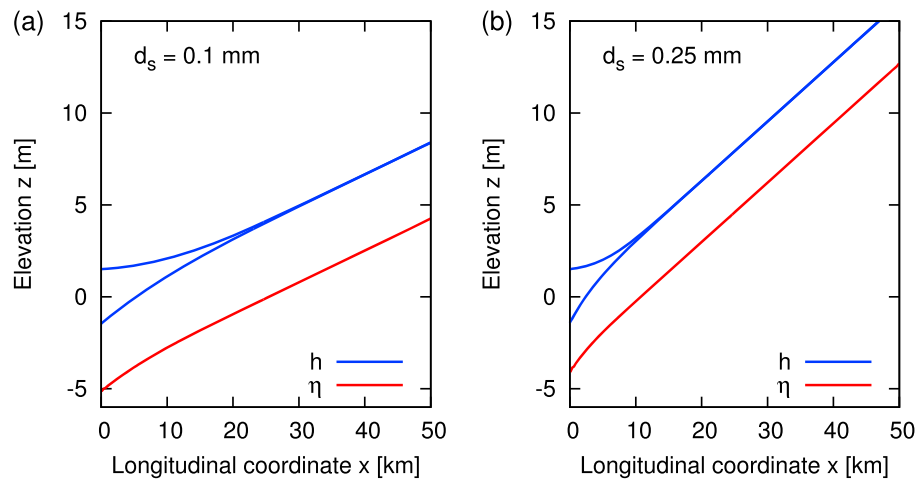 (a)
d_s = 0.1 mm
Elevation z [m]
15
10
5
0
-5
h
η
0 10 20 30 40 50
Longitudinal coordinate x [km]
(b)
d_s = 0.25 mm
Elevation z [m]
15
10
5
0
-5
h
η
0 10 20 30 40 50
Longitudinal coordinate x [km]